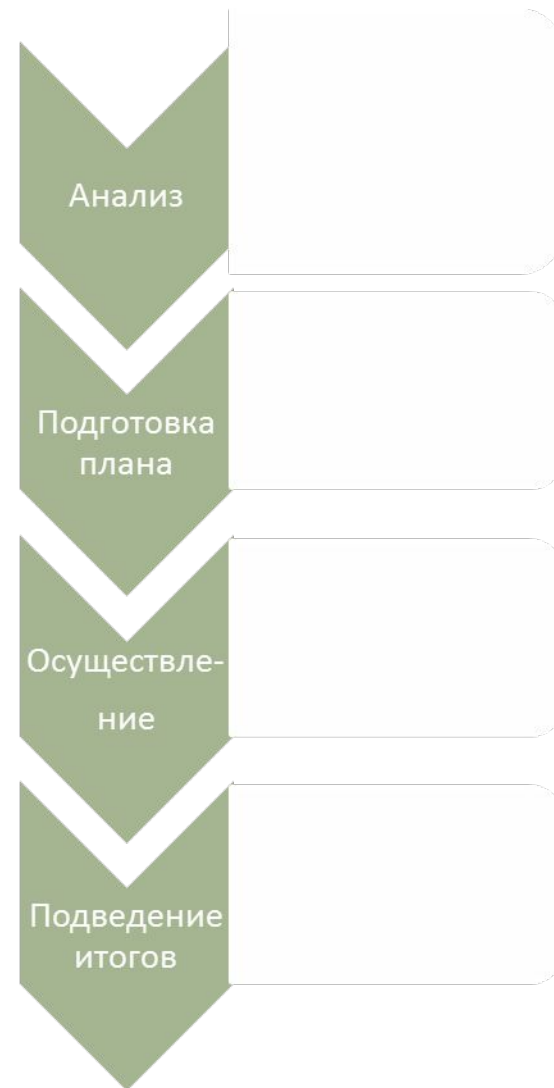 Анализ
Подготовка
плана
Осуществле-
ние
Подведение
итогов